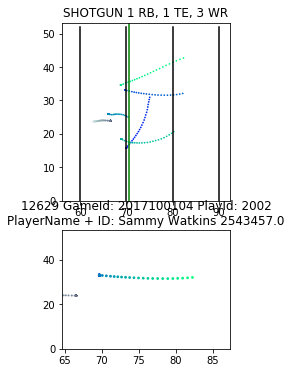 SHOTGUN 1 RB, 1 TE, 3 WR
50
40
30
20
10
0
60 70 80 90
12629 GameId: 2017100104 PlayId: 2002
PlayerName + ID: Sammy Watkins 2543457.0
40
20
0
65 70 75 80 85